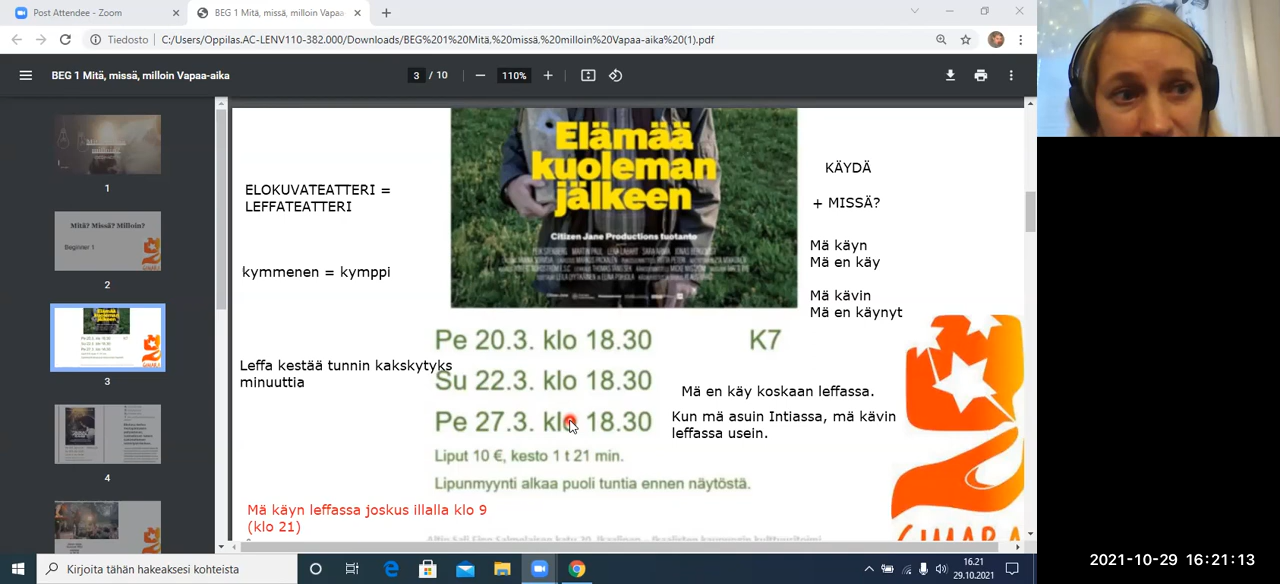 Post Attendee - Zoom
BEG 1 Mitä, missä, milloin Vapaa
Tiedosto
C:/Users/Oppilas.AC-LENV110-382.000/Downloads/BEG%201%20Mitä,%20missä,%20milloin%20Vapaa-aika%20(1).pdf
BEG 1 Mitä, missä, milloin Vapaa-aika
3 / 10
110%
1
Mitä? Missä? Milloin?
Beginner 1
2
3
4
Elämää
kuoleman
jälkeen
Citizen Jane Productions tuotanto
ELOKUVATEATTERI =
LEFFATEATTERI
kymmenen = kymppi
KÄYDÄ
+ MISSÄ?
Mä käyn
Mä en käy
Mä kävin
Mä en käynyt
Pe 20.3. klo 18.30 K7
Leffa kestää tunnin kakskytyks
minuuttia
Su 22.3. klo 18.30
Mä en käy koskaan leffassa.
Pe 27.3. klo 18.30
Kun mä asuin Intiassa, mä kävin
leffassa usein.
Liput 10 €, kesto 1 t 21 min.
Lipunmyynti alkaa puoli tuntia ennen näytöstä.
Mä käyn leffassa joskus illalla klo 9
(klo 21)
Kirjoita tähän hakeaksesi kohteista
16.21
29.10.2021
2021-10-29 16:21:13